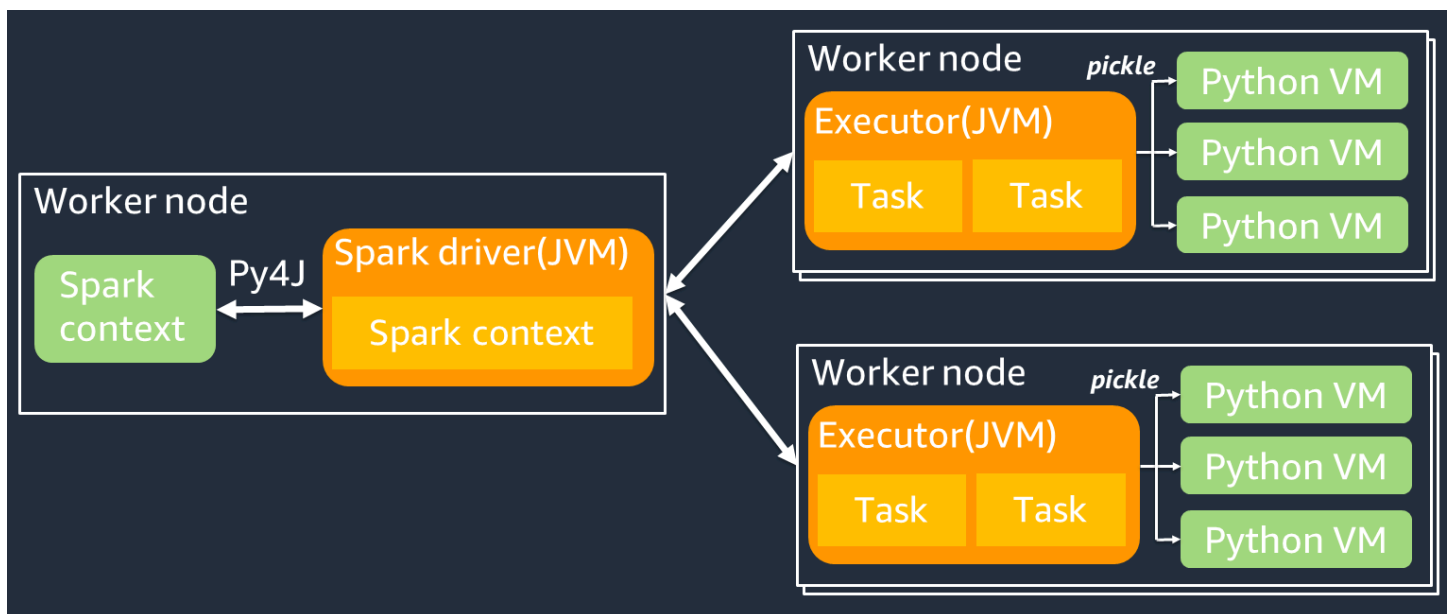 Worker node
Spark
context
Py4J
Spark driver(JVM)
Spark context
Worker node
pickle
Executor(JVM)
Task
Task
Python VM
Python VM
Python VM
Worker node
pickle
Executor(JVM)
Task
Task
Python VM
Python VM
Python VM